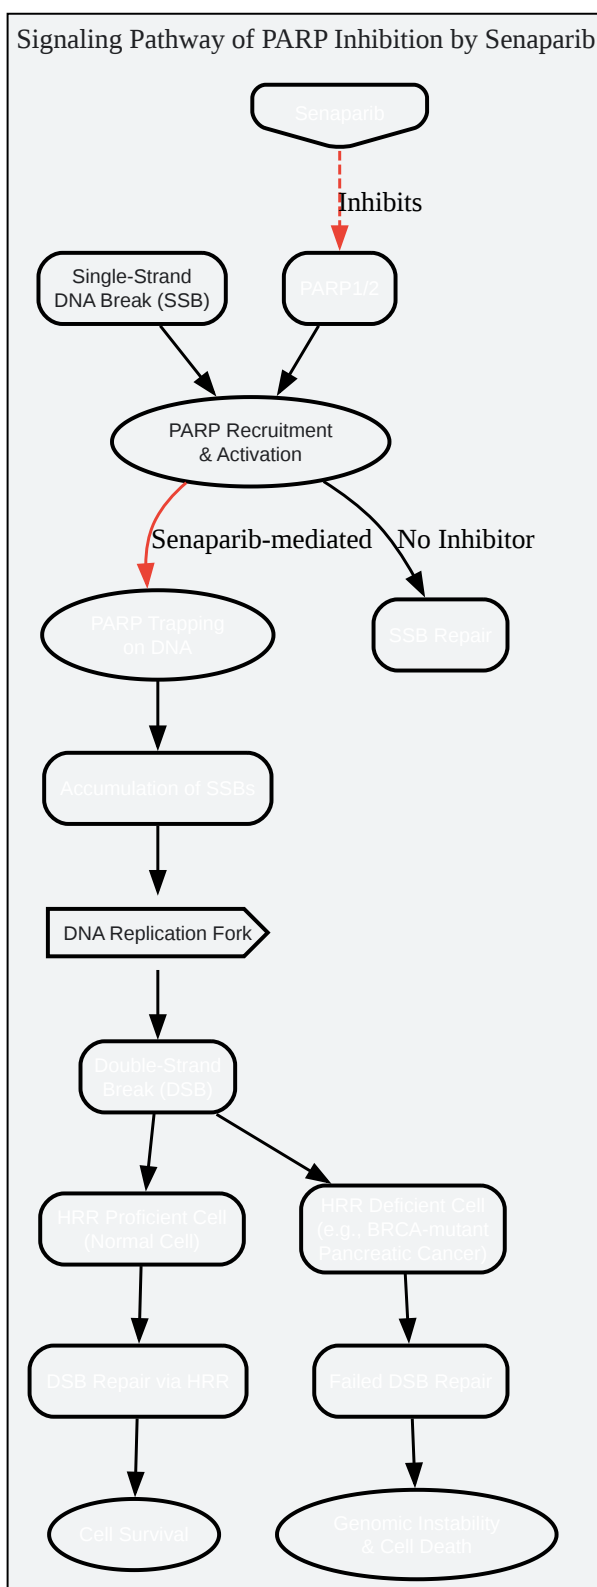 Signaling Pathway of PARP Inhibition by Senaparib
Senaparib
Inhibits
Single-Strand
DNA Break (SSB)
PARP1/2
PARP Recruitment
& Activation
Senaparib-mediated
No Inhibitor
PARP Trapping
on DNA
SSB Repair
Accumulation of SSBs
DNA Replication Fork
Double-Strand
Break (DSB)
HRR Proficient Cell
(Normal Cell)
HRR Deficient Cell
(e.g., BRCA-mutant
Pancreatic Cancer)
DSB Repair via HRR
Failed DSB Repair
Cell Survival
Genomic Instability
& Cell Death